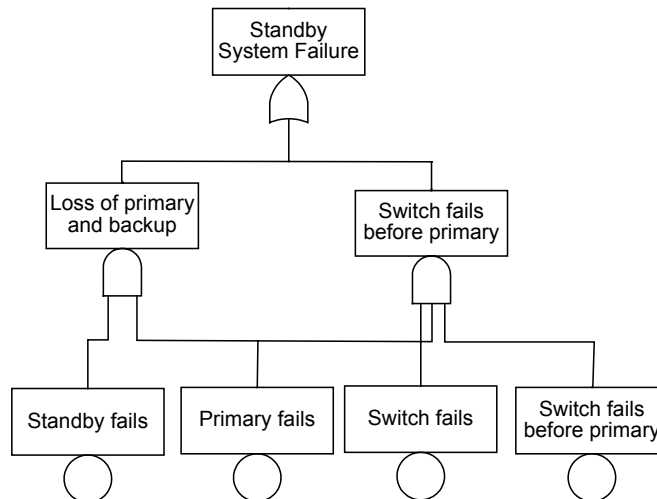 Standby
System Failure
Loss of primary
and backup
Switch fails
before primary
Standby fails
Primary fails
Switch fails
Switch fails
before primary